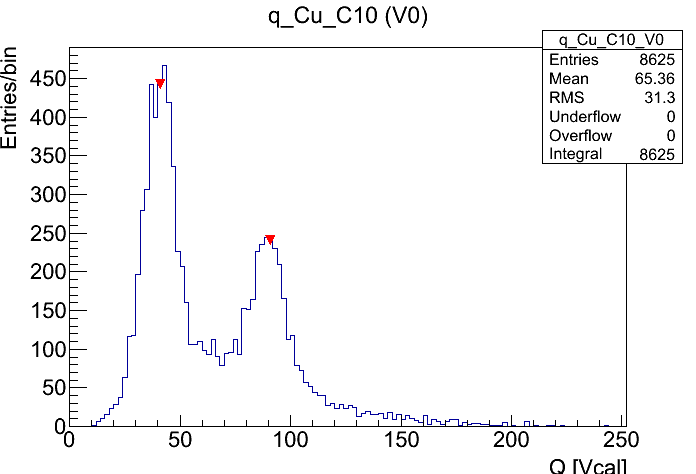 q_Cu_C10 (V0)
q_Cu_C10_V0
Entries 8625
Mean 65.36
RMS 31.3
Underflow 0
Overflow 0
Integral 8625
Entries/bin
450
400
350
300
250
200
150
100
50
0
0 50 100 150 200 250
Q [Vcal]